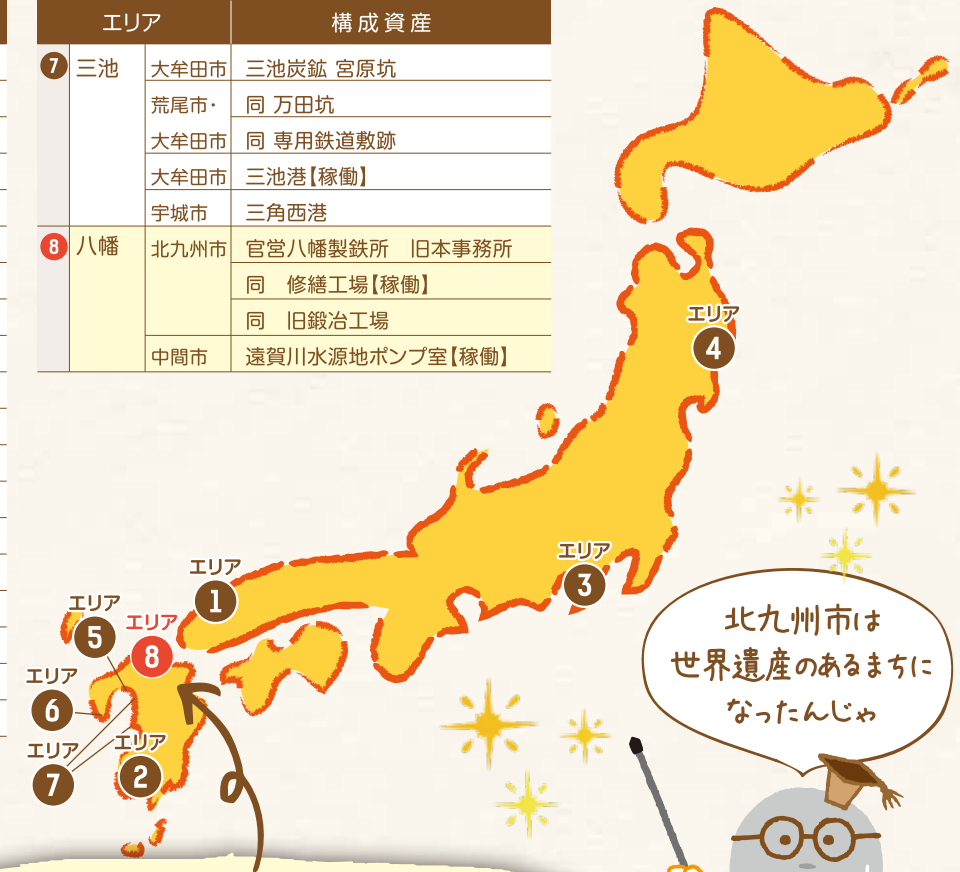 エリア 構成資産
7 三池 大牟田市 三池炭鉱 宮原坑
荒尾市・ 同 万田坑
大牟田市 同 専用鉄道敷跡
大牟田市 三池港【稼働】
宇城市 三角西港
8 八幡 北九州市 官営八幡製鉄所　旧本事務所
同　修繕工場【稼働】
同　旧鍛冶工場
中間市 遠賀川水源地ポンプ室【稼働】
エリア
4
エリア
3
エリア
1
エリア
5
エリア
8
エリア
6
エリア
7
エリア
2
北九州市は
世界遺産のあるまちに
なったんじゃ